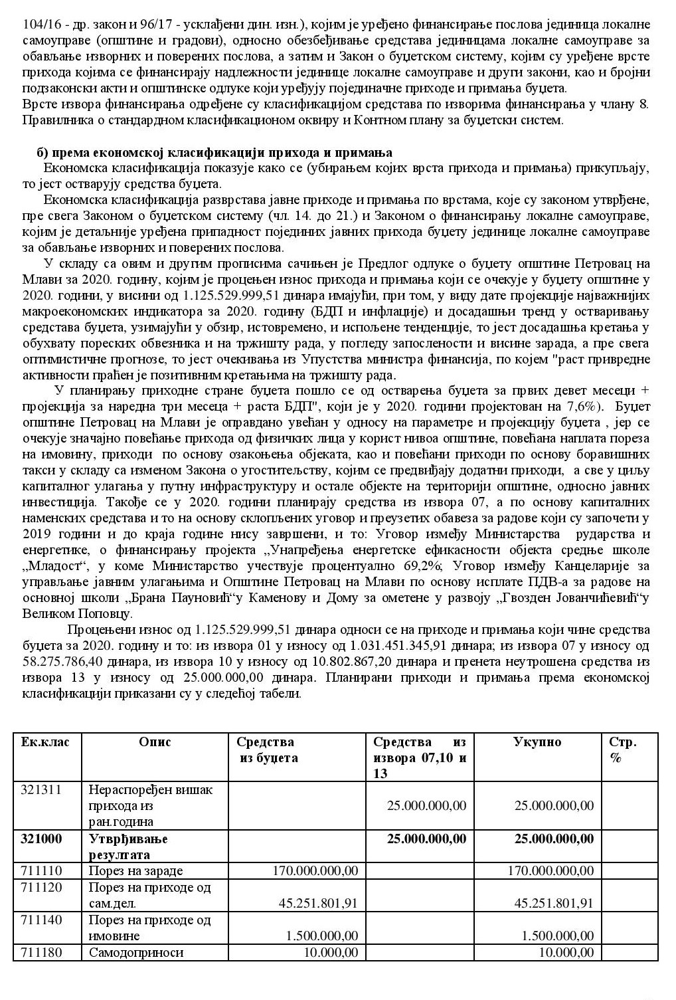 104/16 - др. закон и 96/17 - усклађени дин. изн.), којим је уређено финансирање послова јединица локалне
самоуправе (општине и градови), односно обезбеђивање средстава јединицама локалне самоуправе за
обављање изворних и поверених послова, а затим и Закон о буџетском систему, којим су уређене врсте
прихода којима се финансирају надлежности јединице локалне самоуправе и други закони, као и бројни
подзаконски акти и општинске одлуке који уређују појединачне приходе и примања буџета.
Врсте извора финансирања одређене су класификацијом средстава по изворима финансирања у члану 8.
Правилника о стандардном класификационом оквиру и Контном плану за буџетски систем.
б) према економској класификацији прихода и примања
Економска класификација показује како се (убирањем којих врста прихода и примања) прикупљају,
то јест остварују средства буџета.
Економска класификација разврстава јавне приходе и примања по врстама, које су законом утврђене,
пре свега Законом о буџетском систему (чл. 14. до 21.) и Законом о финансирању локалне самоуправе,
којим је детаљније уређена припадност појединих јавних прихода буџету јединице локалне самоуправе
за обављање изворних и поверених послова.
У складу са овим и другим прописима сачињен је Предлог одлуке о буџету општине Петровац на
Млави за 2020. годину, којим је процењен износ прихода и примања који се очекује у буџету општине у
2020. години, у висини од 1.125.529.999,51 динара имајући, при том, у виду дате пројекције најважнијих
макроекономских индикатора за 2020. годину (БДП и инфлације) и досадашњи тренд у остваривању
средстава буџета, узимајући у обзир, истовремено, и испољене тенденције, то јест досадашња кретања у
обухвату пореских обвезника и на тржишту рада, у погледу запослености и висине зарада, а пре свега
оптимистичне прогнозе, то јест очекивања из Упутства министра финансија, по којем "раст привредне
активности праћен је позитивним кретањима на тржишту рада.
У планирању приходне стране буџета пошло се од остварења буџета за првих девет месеци +
пројекција за наредна три месеца + раста БДП", који је у 2020. години пројектован на 7,6%). Буџет
општине Петровац на Млави је оправдано увећан у односу на параметре и пројекцију буџета , јер се
очекује значајно повећање прихода од физичких лица у корист нивоа општине, повећана наплата пореза
на имовину, приходи по основу озакоњења објеката, као и повећани приходи по основу боравишних
такси у складу са изменом Закона о угоститељству, којим се предвиђају додатни приходи, а све у циљу
капиталног улагања у путну инфраструктуру и остале објекте на територији општине, односно јавних
инвестиција. Такође се у 2020. години планирају средства из извора 07, а по основу капиталних
наменских средстава и то на основу склопљених уговор и преузетих обавеза за радове који су започети у
2019 години и до краја године нису завршени, и то: Уговор између Министарства рударства и
енергетике, о финансирању пројекта „Унапређења енергетске ефикасности објекта средње школе
„Младост“, у коме Министарство учествује процентуално 69,2%; Уговор између Канцеларије за
управљање јавним улагањима и Општине Петровац на Млави по основу исплате ПДВ-а за радове на
основној школи „Брана Пауновић“у Каменову и Дому за ометене у развоју „Гвозден Јованчићевић“у
Великом Поповцу.
Процењени износ од 1.125.529.999,51 динара односи се на приходе и примања који чине средства
буџета за 2020. годину и то: из извора 01 у износу од 1.031.451.345,91 динара; из извора 07 у износу од
58.275.786,40 динара, из извора 10 у износу од 10.802.867,20 динара и пренета неутрошена средства из
извора 13 у износу од 25.000.000,00 динара. Планирани приходи и примања према економској
класификацији приказани су у следећој табели.
Ек.клас Опис Средства из буџета Средства из извора 07,10 и 13 Укупно Стр. %
321311 Нераспоређен вишак прихода из ран.година 25.000.000,00 25.000.000,00
321000 Утврђивање резултата 25.000.000,00 25.000.000,00
711110 Порез на зараде 170.000.000,00 170.000.000,00
711120 Порез на приходе од сам.дел. 45.251.801,91 45.251.801,91
711140 Порез на приходе од имовине 1.500.000,00 1.500.000,00
711180 Самодоприноси 10.000,00 10.000,00